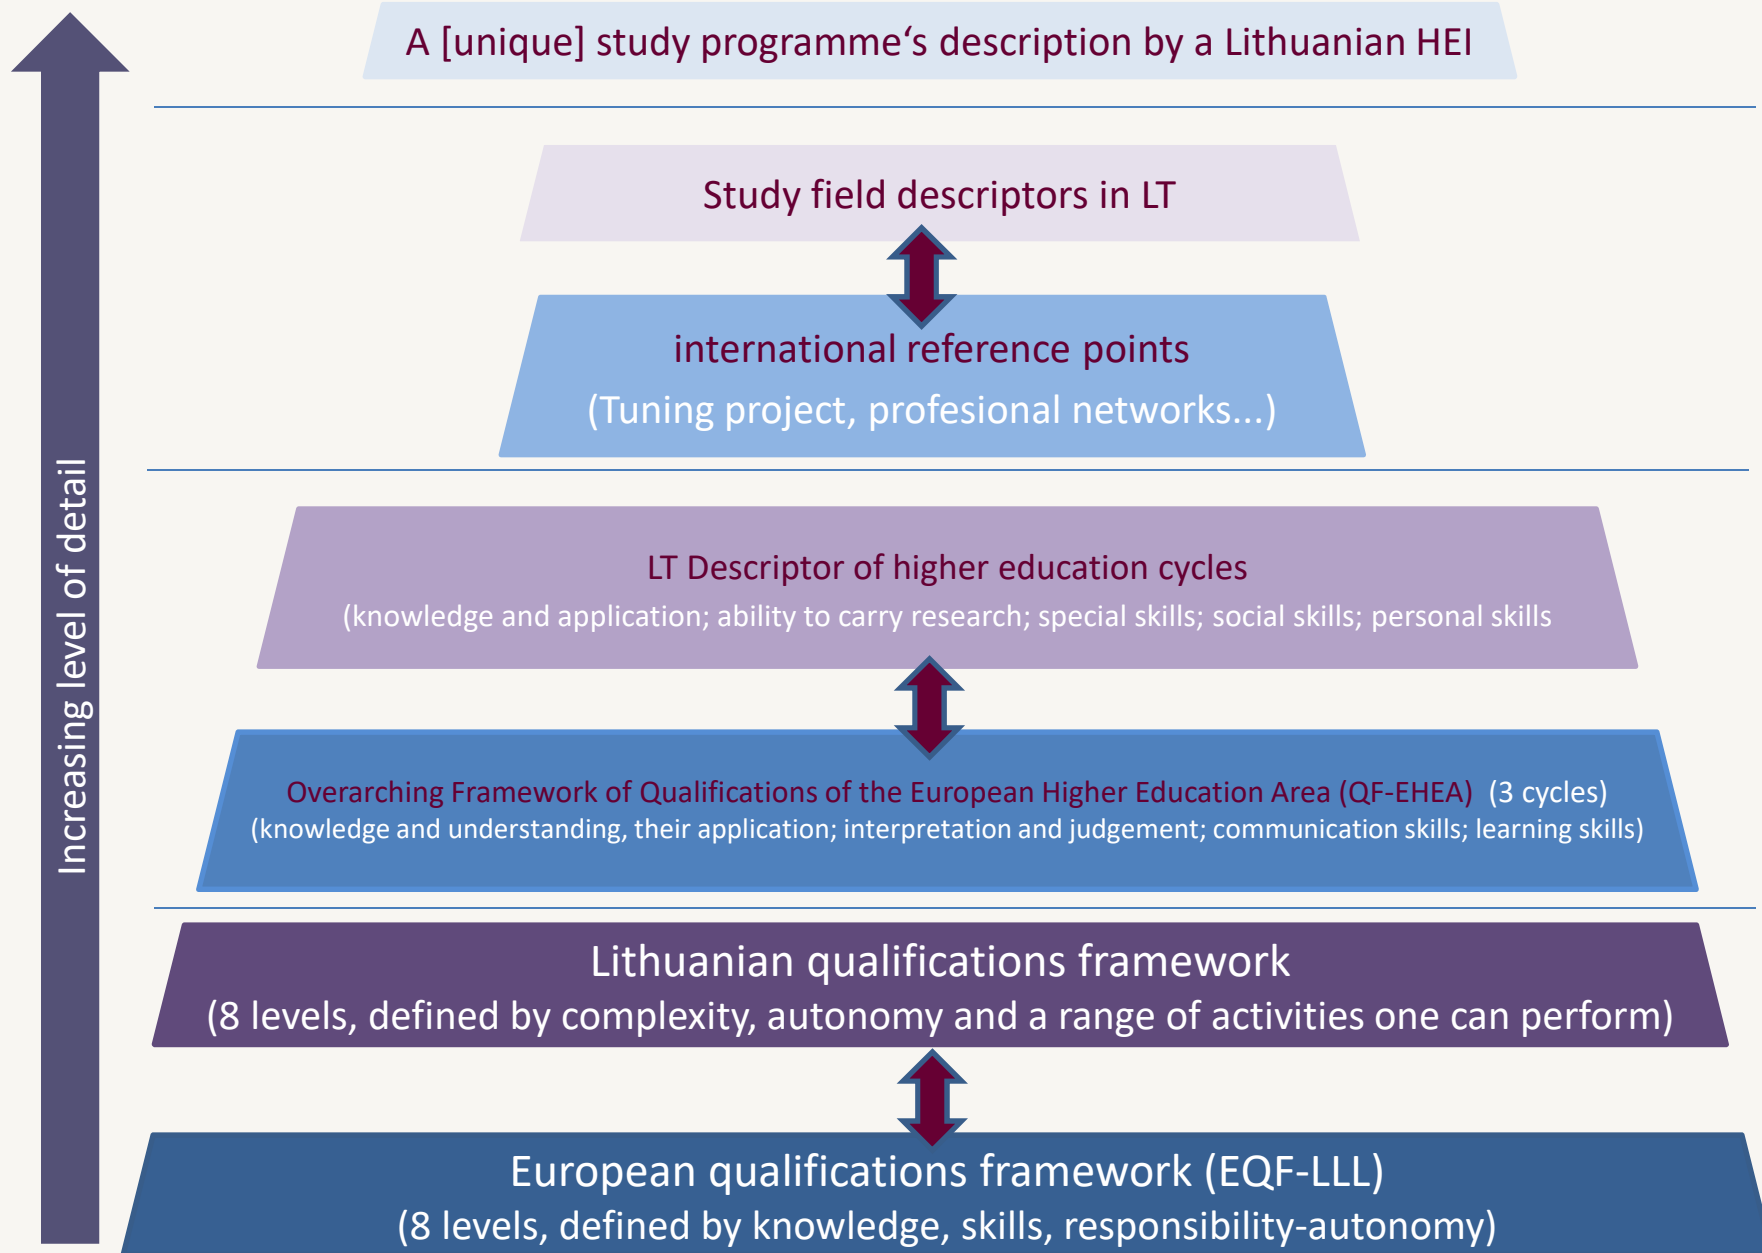 A [unique] study programme‘s description by a Lithuanian HEI
Study field descriptors in LT
international reference points
(Tuning project, profesional networks...)
LT Descriptor of higher education cycles
(knowledge and application; ability to carry research; special skills; social skills; personal skills
Overarching Framework of Qualifications of the European Higher Education Area (QF-EHEA) (3 cycles)
(knowledge and understanding, their application; interpretation and judgement; communication skills; learning skills)
Lithuanian qualifications framework
(8 levels, defined by complexity, autonomy and a range of activities one can perform)
European qualifications framework (EQF-LLL)
(8 levels, defined by knowledge, skills, responsibility-autonomy)
Increasing level of detail